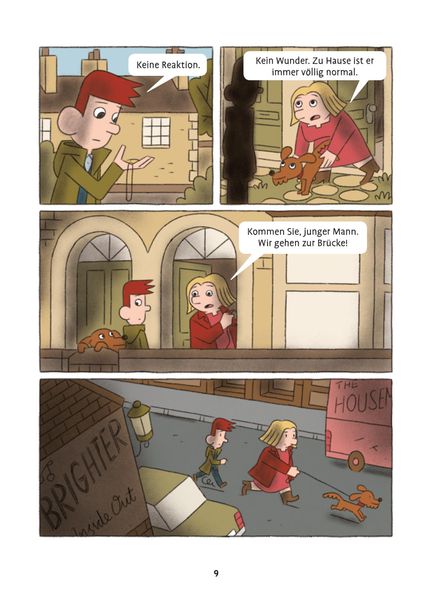 Keine Reaktion.
Kein Wunder. Zu Hause ist er
immer völlig normal.
Kommen Sie, junger Mann.
Wir gehen zur Brücke!
BRIGHTER
Inside Out
THE
HOUSEM
9